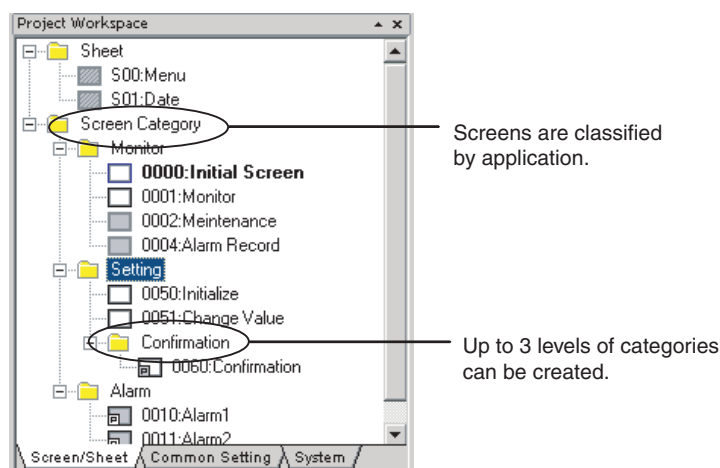 Project Workspace
Sheet
S00:Menu
S01:Date
Screen Category
Screens are classified
by application.
Monitor
0000:Initial Screen
0001:Monitor
0002:Meintenance
0004:Alarm Record
Setting
0050:Initialize
0051:Change Value
Confirmation
Up to 3 levels of categories
can be created.
0060:Confirmation
Alarm
0010:Alarm1
0011:Alarm2
Screen/Sheet Common Setting System